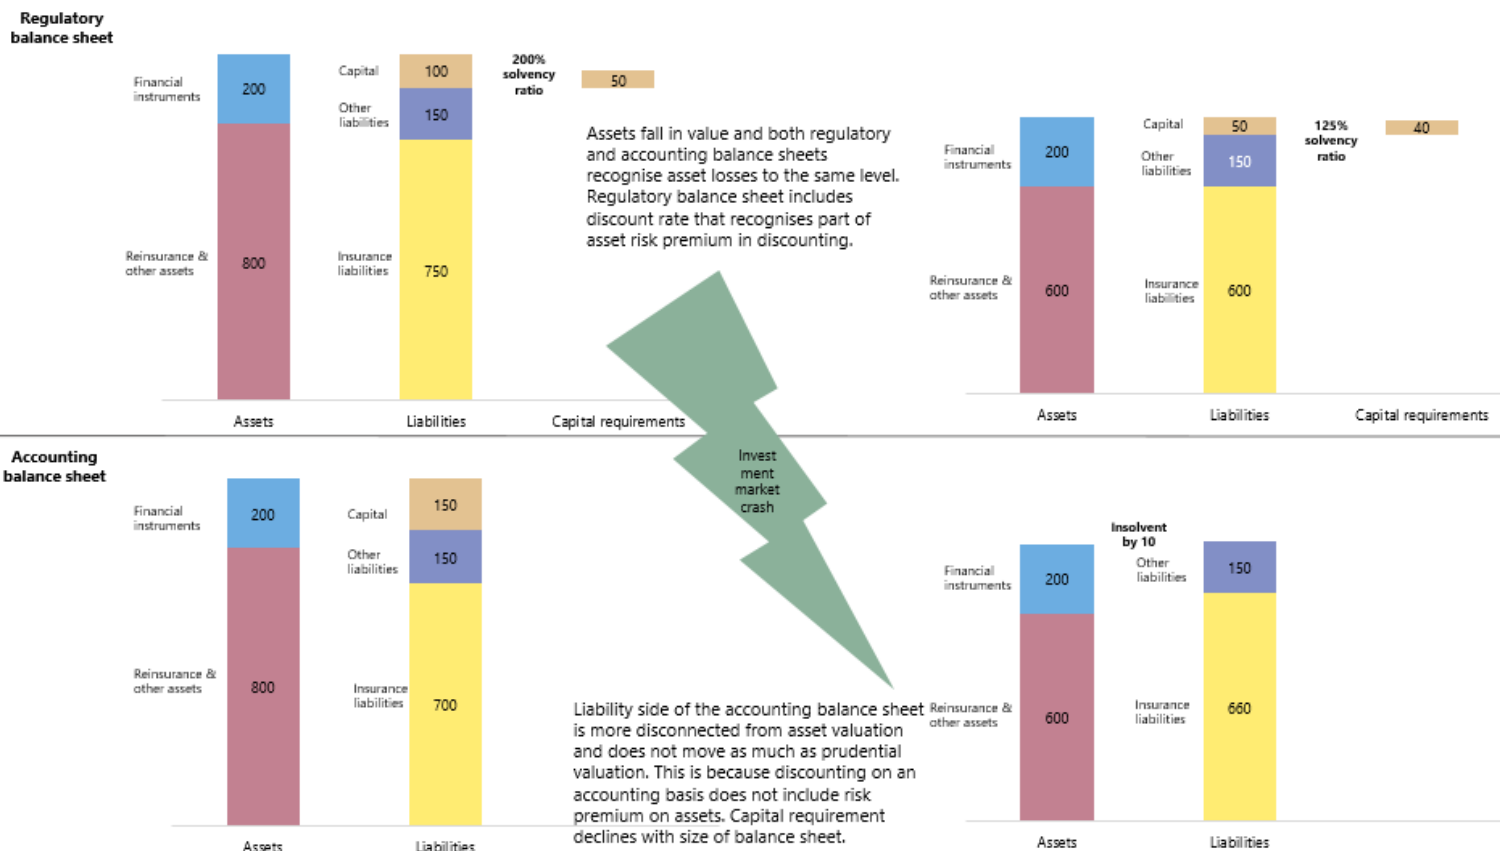 Regulatory
balance sheet
Financial
instruments
200
Reinsurance &
other assets
800
Assets
Capital
100
Other
liabilities
150
Insurance
liabilities
750
Liabilities
200%
solvency
ratio
50
Capital requirements
Assets fall in value and both regulatory
and accounting balance sheets
recognise asset losses to the same level.
Regulatory balance sheet includes
discount rate that recognises part of
asset risk premium in discounting.
Financial
instruments
200
Reinsurance &
other assets
600
Assets
Capital
50
Other
liabilities
150
Insurance
liabilities
600
Liabilities
125%
solvency
ratio
40
Capital requirements
Invest
ment
market
crash
Accounting
balance sheet
Financial
instruments
200
Reinsurance &
other assets
800
Assets
Capital
150
Other
liabilities
150
Insurance
liabilities
700
Liabilities
Liability side of the accounting balance sheet
is more disconnected from asset valuation
and does not move as much as prudential
valuation. This is because discounting on an
accounting basis does not include risk
premium on assets. Capital requirement
declines with size of balance sheet.
Financial
instruments
200
Reinsurance &
other assets
600
Assets
Insolvent
by 10
Other
liabilities
150
Insurance
liabilities
660
Liabilities